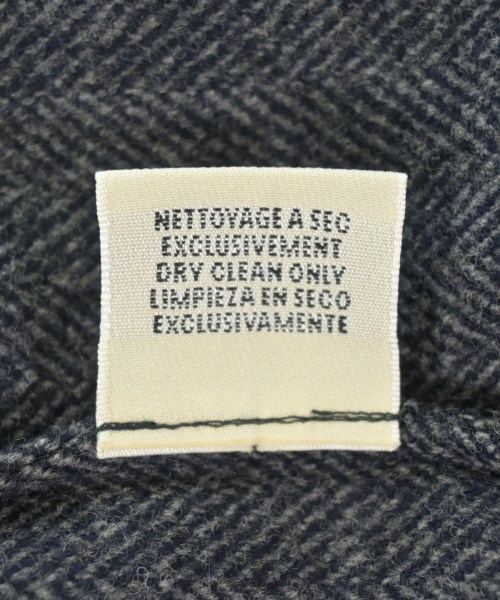 NETTOYAGE A SEC
EXCLUSIVEMENT
DRY CLEAN ONLY
LIMPIEZA EN SECO
EXCLUSIVAMENTE